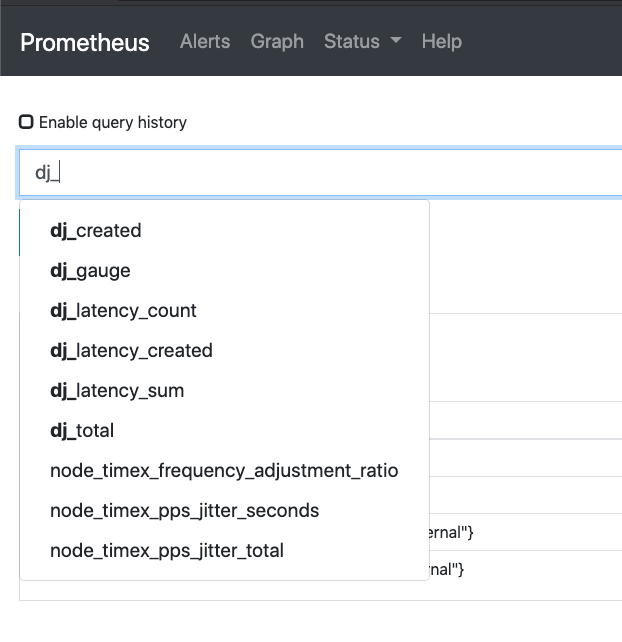 Prometheus Alerts Graph Status Help
Enable query history
dj_
dj_created
dj_gauge
dj_latency_count
dj_latency_created
dj_latency_sum
dj_total
node_timex_frequency_adjustment_ratio
node_timex_pps_jitter_seconds
ernal"}
node_timex_pps_jitter_total
rnal"}